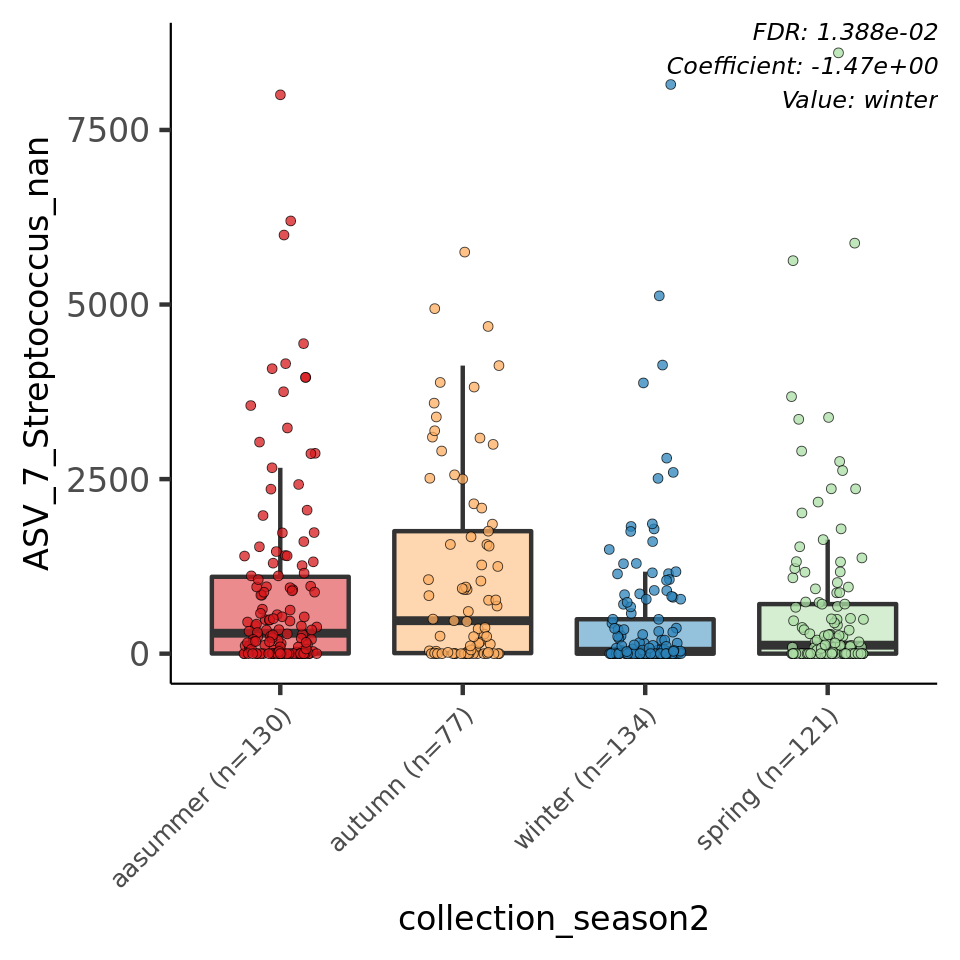 FDR: 1.388e-02
Coefficient: -1.47e+00
Value: winter
ASV_7_Streptococcus_nan
7500
5000
2500
0
aasummer (n=130)
autumn (n=77)
winter (n=134)
spring (n=121)
collection_season2